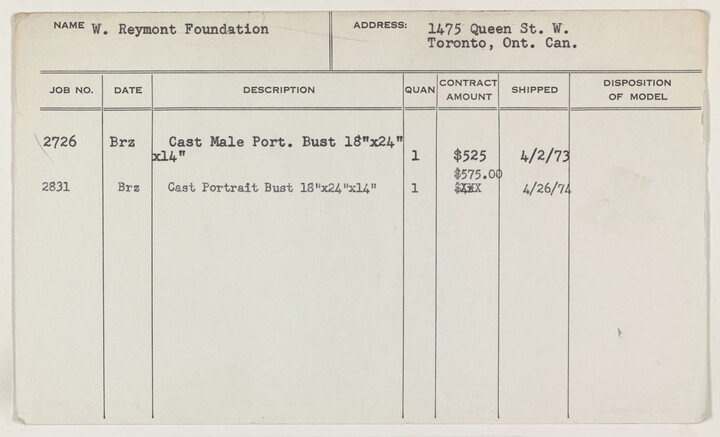 NAME W. Reymont Foundation ADDRESS: 1475 Queen St. W.
Toronto, Ont. Can.
JOB NO. DATE DESCRIPTION QUAN CONTRACT AMOUNT SHIPPED DISPOSITION OF MODEL
2726 Brz Cast Male Port. Bust 18"x24"
x14" 1 $525 4/2/73
$575.00
2831 Brz Cast Portrait Bust 18"x24"x14" 1 4/26/74